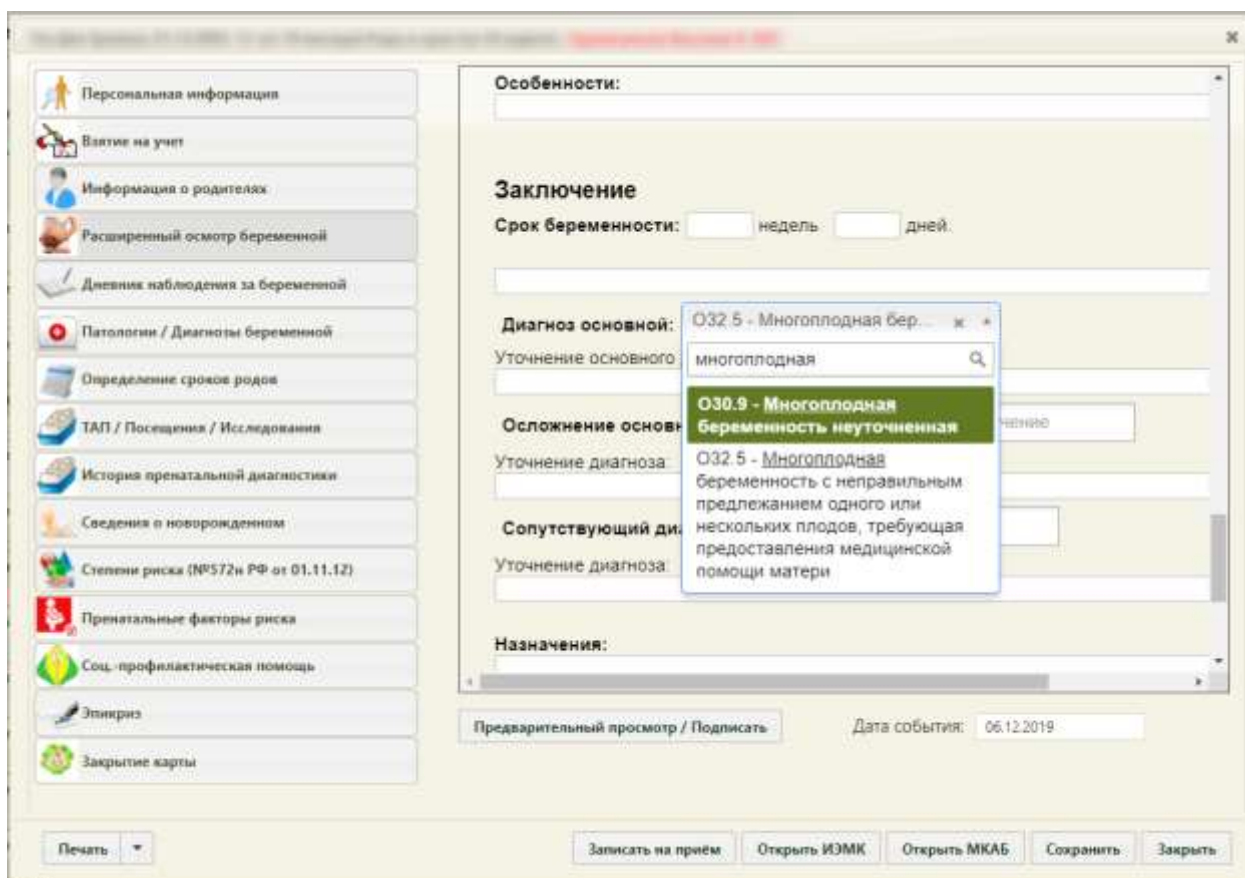 Персональная информация
Взятие на учет
Информация о родителях
Расширенный осмотр беременной
Дневник наблюдения за беременной
Патологии / Диагнозы беременной
Определение сроков родов
ТАП / Посещения / Исследования
История пренатальной диагностики
Сведения о новорожденном
Степени риска (№572н РФ от 01.11.12)
Пренатальные факторы риска
Соц.-профилактическая помощь
Эпикриз
Закрытие карты
Особенности:
Заключение
Срок беременности: недель дней.
Диагноз основной: O32.5 - Многоплодная бер...
Уточнение основного
многоплодная
O30.9 - Многоплодная
беременность неуточненная
Осложнение основн
Уточнение диагноза:
O32.5 - Многоплодная
беременность с неправильным
предлежанием одного или
нескольких плодов, требующая
предоставления медицинской
помощи матери
Сопутствующий ди
Уточнение диагноза:
Назначения:
Предварительный просмотр / Подписать
Дата события: 06.12.2019
Печать
Записать на приём
Открыть ИЭМК
Открыть МКАБ
Сохранить
Закрыть